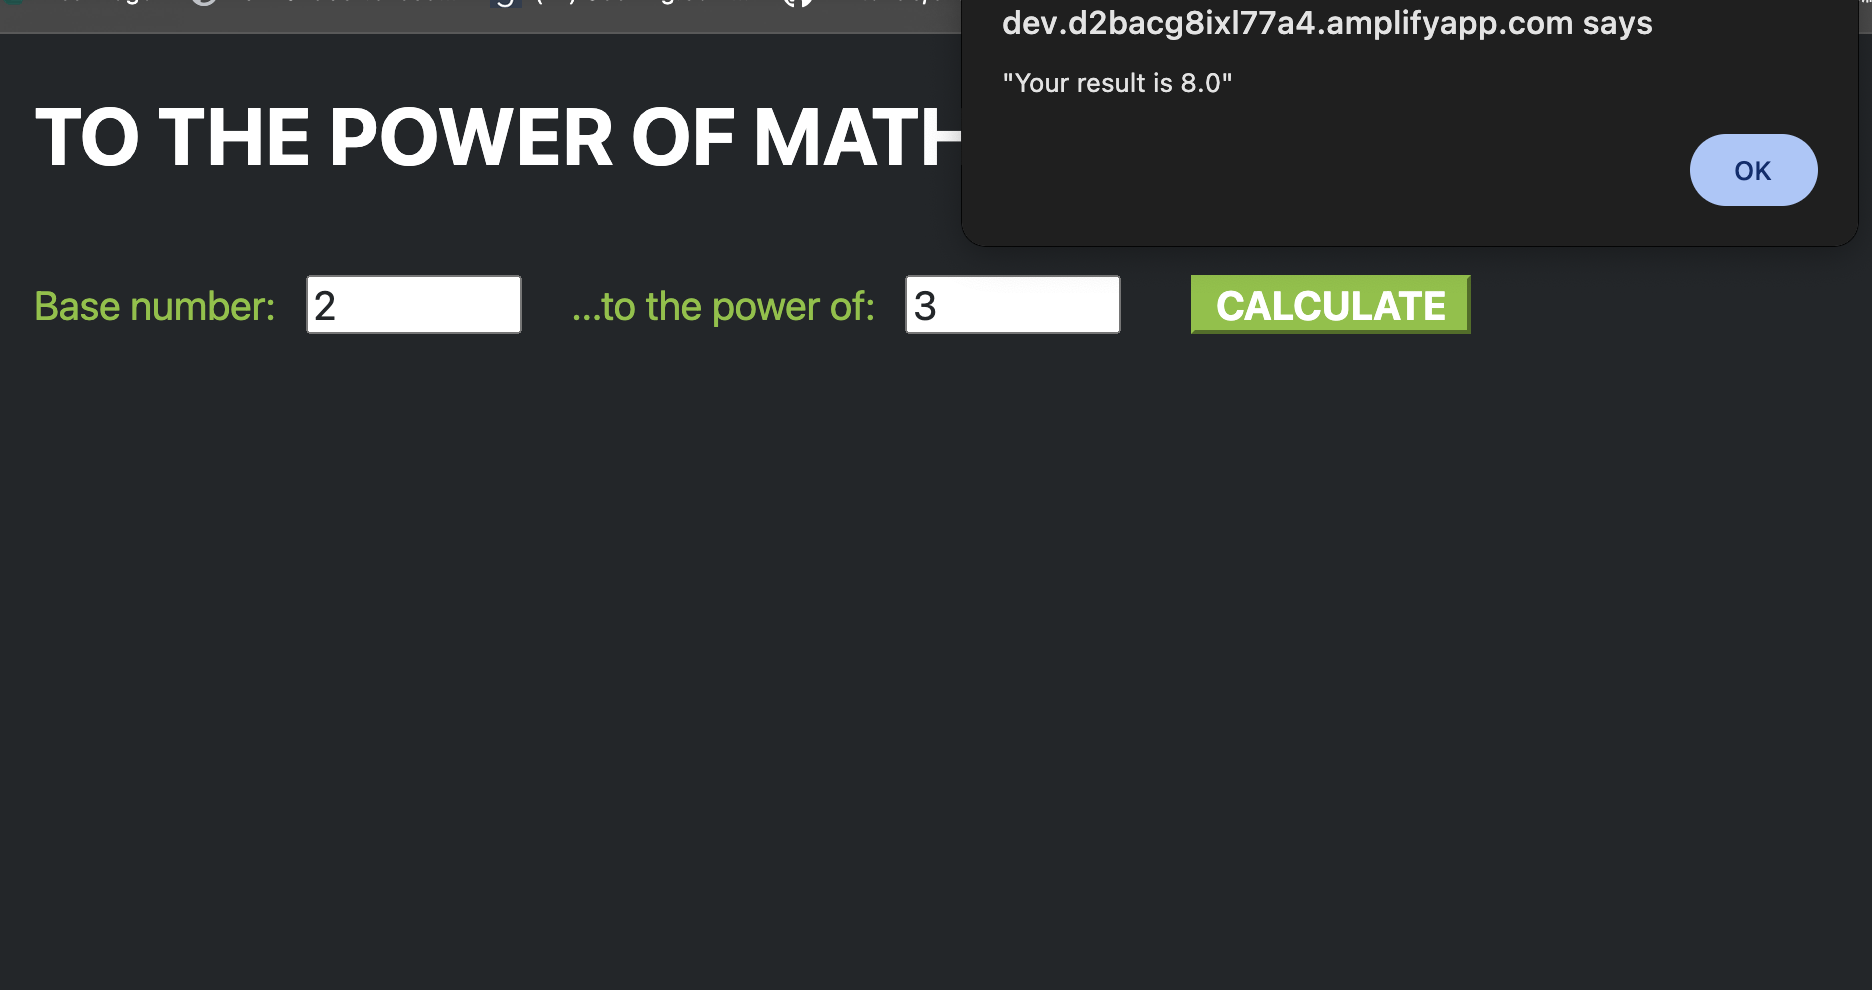 dev.d2bacg8ixl77a4.amplifyapp.com says
"Your result is 8.0"
OK
TO THE POWER OF MATH
Base number: 2 ...to the power of: 3 CALCULATE